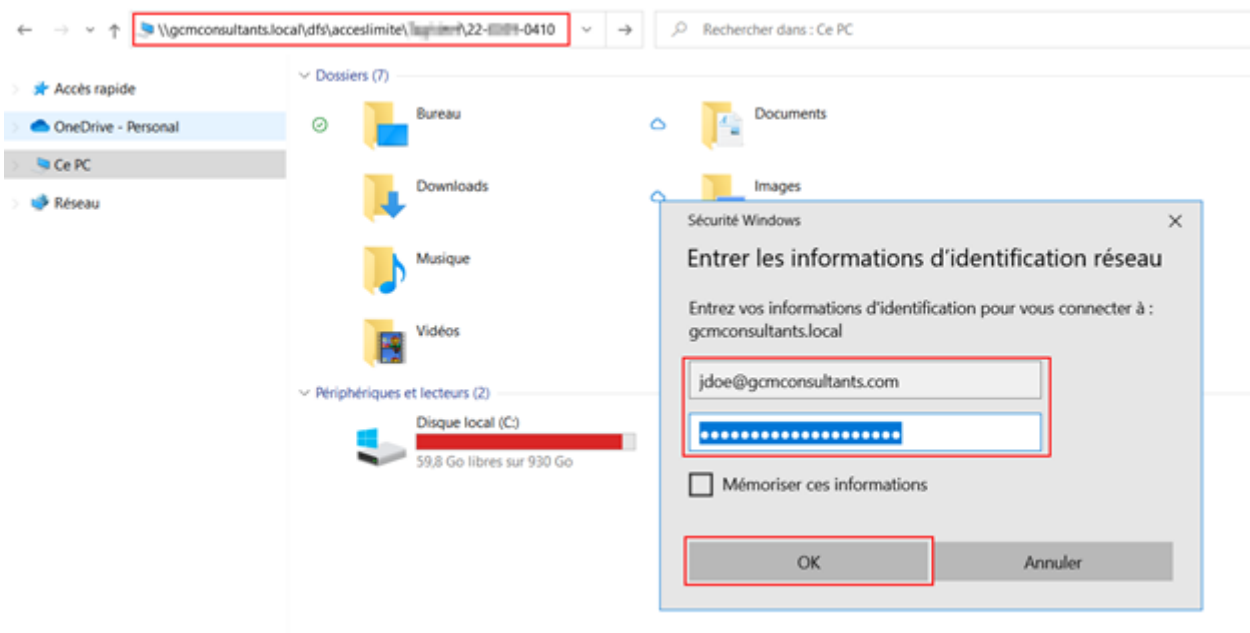 \\gcmconsultants.local\dfs\acceslimite\ \22- -0410
Rechercher dans : Ce PC
Accès rapide
OneDrive - Personal
Ce PC
Réseau
Dossiers (7)
Bureau
Documents
Downloads
Images
Musique
Vidéos
Périphériques et lecteurs (2)
Disque local (C:)
59,8 Go libres sur 930 Go
Sécurité Windows
Entrer les informations d'identification réseau
Entrez vos informations d'identification pour vous connecter à :
gcmconsultants.local
jdoe@gcmconsultants.com
Mémoriser ces informations
OK
Annuler